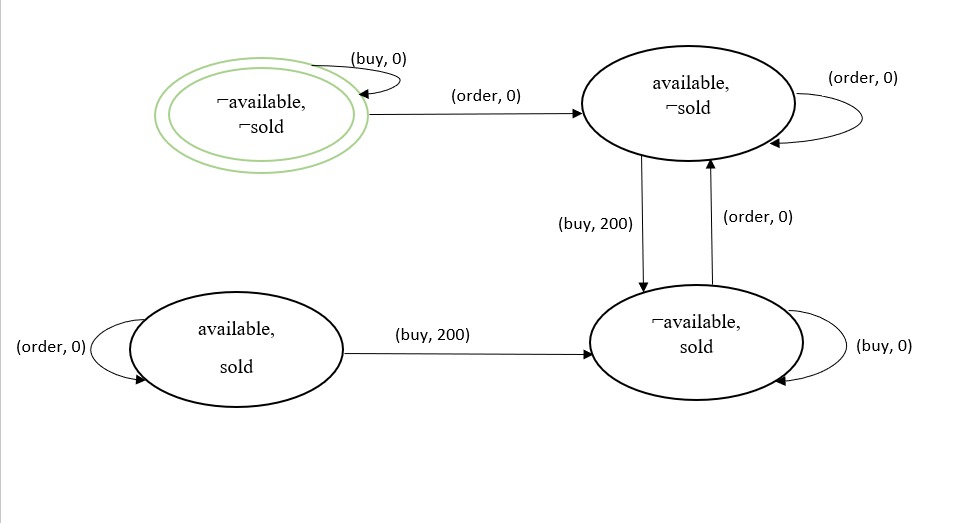 (buy, 0)
¬available,
¬sold
(order, 0)
available,
¬sold
(order, 0)
(buy, 200)
(order, 0)
(order, 0)
available,
sold
(buy, 200)
¬available,
sold
(buy, 0)